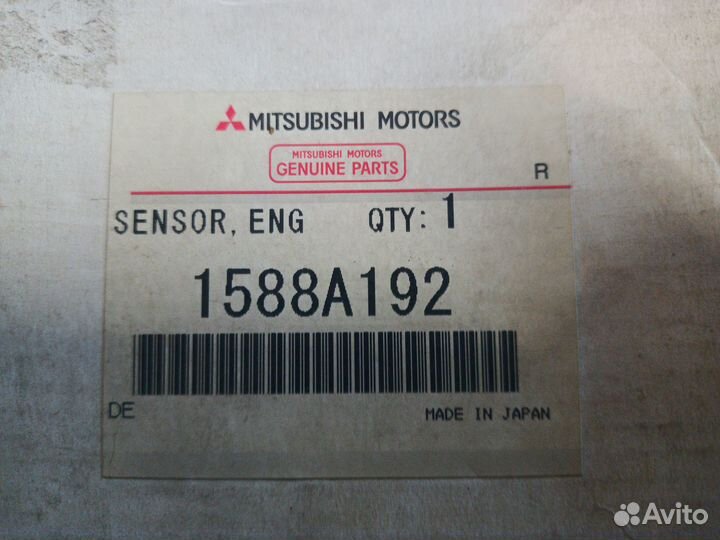 MITSUBISHI MOTORS
MITSUBISHI MOTORS
GENUINE PARTS
R
SENSOR, ENG QTY: 1
1588A192
DE MADE IN JAPAN
Avito